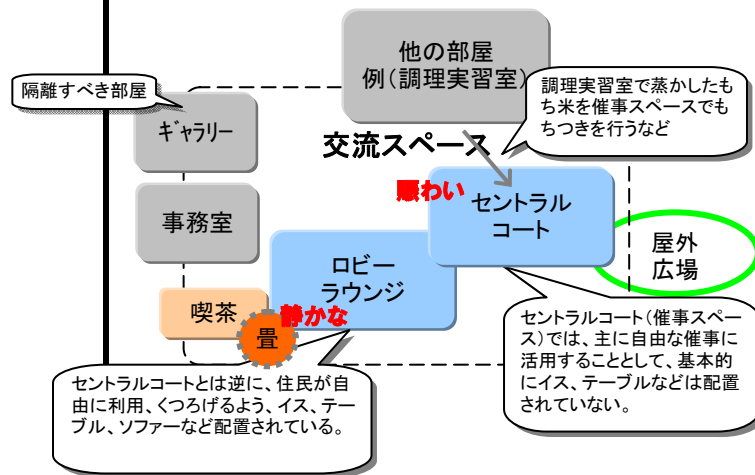 他の部屋
例(調理実習室)
隔離すべき部屋
調理実習室で蒸かしたも
ち米を催事スペースでも
ちつきを行うなど
ギャラリー
交流スペース
賑わい
セントラル
コート
事務室
屋外
広場
ロビー
ラウンジ
喫茶
静かな
畳
セントラルコート(催事スペー
ス)では、主に自由な催事に
活用することとして、基本的
にイス、テーブルなどは配置
されていない。
セントラルコートとは逆に、住民が自
由に利用、くつろげるよう、イス、テー
ブル、ソファーなど配置されている。